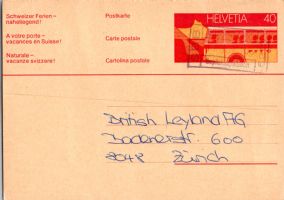 Schweizer Ferien –
naheliegend!
Postkarte
HELVETIA 40
A votre porte –
vacances en Suisse!
Carte postale
Naturale –
vacanze svizzere!
Cartolina postale
British Leyland AG
Badenerstr. 600
8048 Zürich